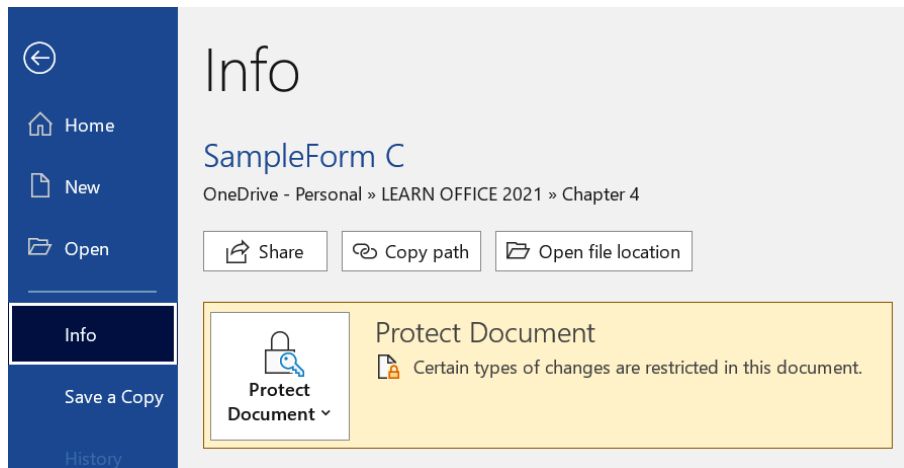 Info
Home
SampleForm C
New
OneDrive - Personal » LEARN OFFICE 2021 » Chapter 4
Open
Share
Copy path
Open file location
Info
Protect Document
Certain types of changes are restricted in this document.
Protect
Document
Save a Copy
History